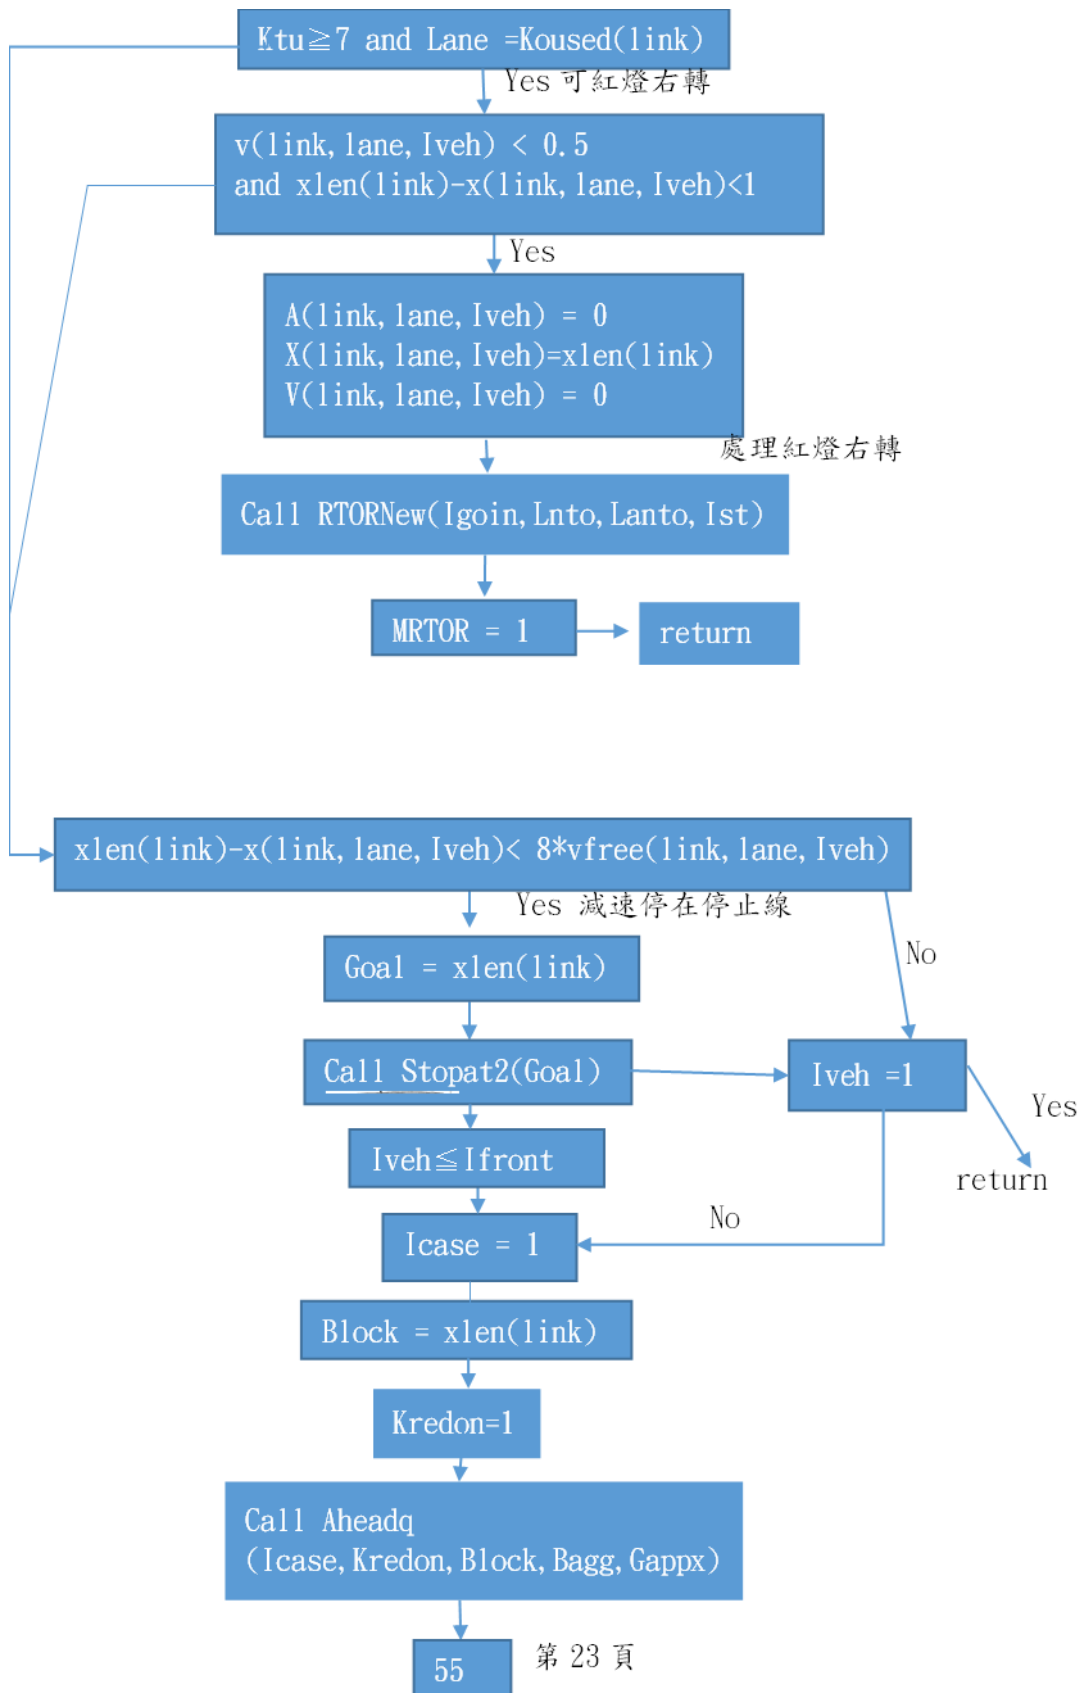 Ktu≧7 and Lane =Koused(link)
Yes 可紅燈右轉
v(link,lane,Iveh) < 0.5
and xlen(link)-x(link,lane,Iveh)<1
Yes
A(link,lane,Iveh) = 0
X(link,lane,Iveh)=xlen(link)
V(link,lane,Iveh) = 0
處理紅燈右轉
Call RTORNew(Igoin,Lnto,Lanto,Ist)
MRTOR = 1
return
xlen(link)-x(link,lane,Iveh)< 8*vfree(link,lane,Iveh)
Yes 減速停在停止線
No
Goal = xlen(link)
Call Stopat2(Goal)
Iveh =1
Yes
return
Iveh≦Ifront
No
Icase = 1
Block = xlen(link)
Kredon=1
Call Aheadq
(Icase,Kredon,Block,Bagg,Gappx)
55
第 23 頁